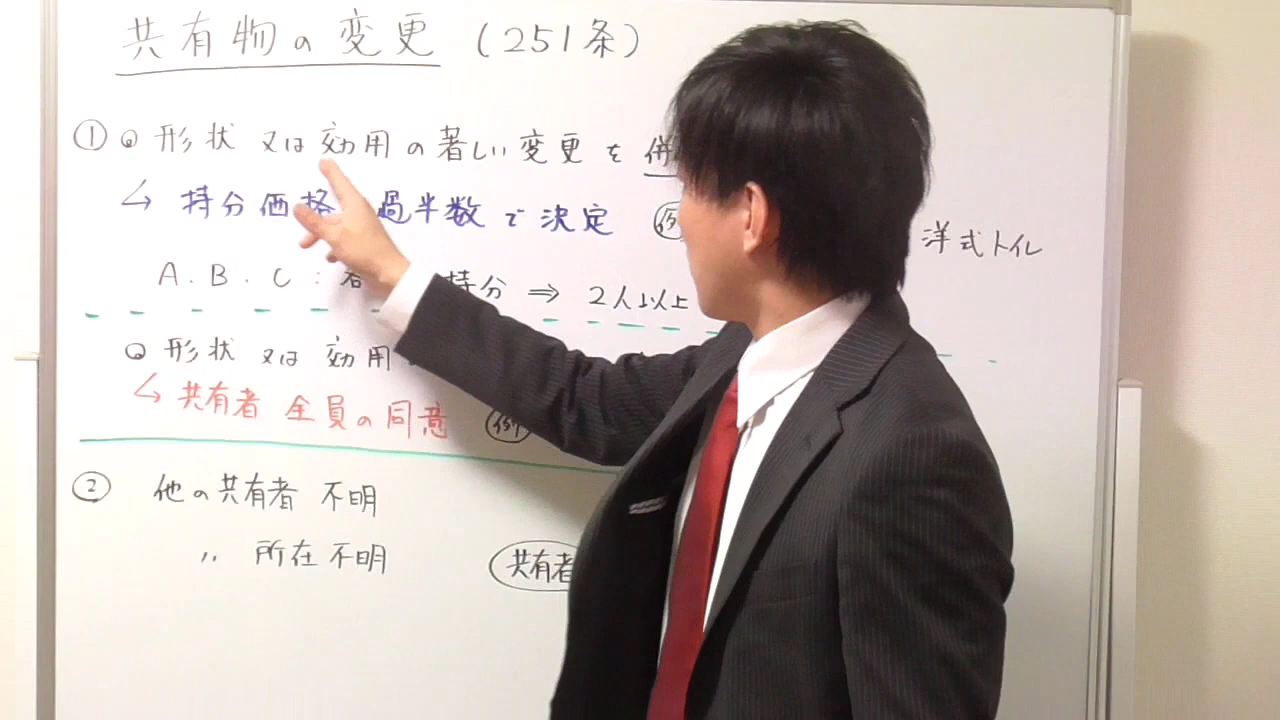 共有物の変更 (251条)
① ○ 形状 又は 効用 の 著しい 変更 を 併
↳ 持分価格 過半数 で 決定 例 洋式トイレ
A.B.C: 各 持分 ⇒ 2人以上
○ 形状 又は 効用
↳ 共有者 全員の同意 例
② 他の共有者 不明
〃 所在不明 共有者